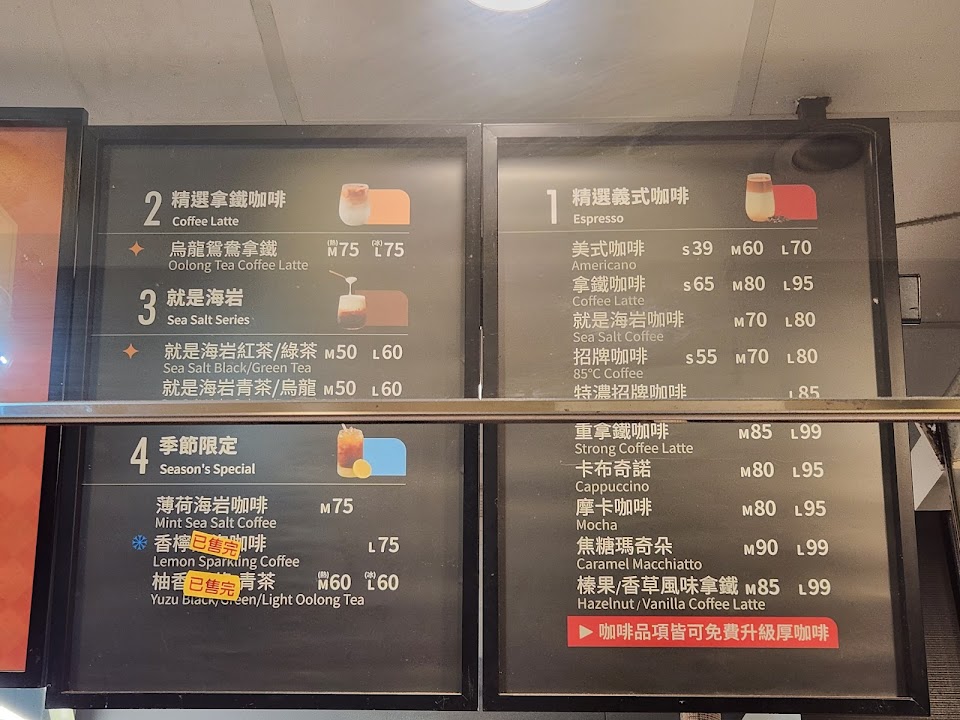 2 精選拿鐵咖啡
Coffee Latte
烏龍鴛鴦拿鐵 (熱)M75 (冰)L75
Oolong Tea Coffee Latte
3 就是海岩
Sea Salt Series
就是海岩紅茶/綠茶 M50 L60
Sea Salt Black/Green Tea
就是海岩青茶/烏龍 M50 L60
4 季節限定
Season's Special
薄荷海岩咖啡 M75
Mint Sea Salt Coffee
香檸 已售完 咖啡 L75
Lemon Sparkling Coffee
柚香 已售完 青茶 (熱)M60 (冰)L60
Yuzu Black/Green/Light Oolong Tea
1 精選義式咖啡
Espresso
美式咖啡 S39 M60 L70
Americano
拿鐵咖啡 S65 M80 L95
Coffee Latte
就是海岩咖啡 M70 L80
Sea Salt Coffee
招牌咖啡 S55 M70 L80
85°C Coffee
特濃招牌咖啡 L85
重拿鐵咖啡 M85 L99
Strong Coffee Latte
卡布奇諾 M80 L95
Cappuccino
摩卡咖啡 M80 L95
Mocha
焦糖瑪奇朵 M90 L99
Caramel Macchiatto
榛果/香草風味拿鐵 M85 L99
Hazelnut / Vanilla Coffee Latte
▶ 咖啡品項皆可免費升級厚咖啡